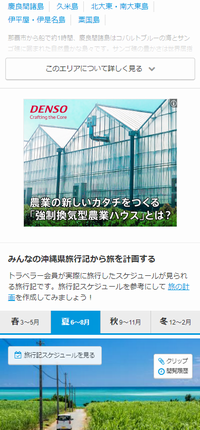 慶良間諸島 久米島 北大東・南大東島
伊平屋・伊是名島 粟国島
このエリアについて詳しく見る
DENSO
Crafting the Core
農業の新しいカタチをつくる
「強制換気型農業ハウス」とは?
みんなの沖縄県旅行記から旅を計画する
トラベラー会員が実際に旅行したスケジュールが見ら
れる旅行記です。旅行記スケジュールを参考にして 旅の計
画を作成してみましょう!
春 3~5月 夏 6~8月 秋 9~11月 冬 12~2月
旅行記スケジュールを見る
クリップ
閲覧履歴